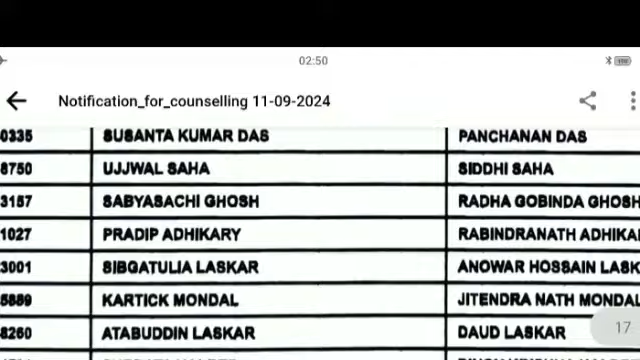 02:50
Notification_for_counselling 11-09-2024
0335 SUSANTA KUMAR DAS PANCHANAN DAS
8750 UJJWAL SAHA SIDDHI SAHA
3157 SABYASACHI GHOSH RADHA GOBINDA GHOSH
1027 PRADIP ADHIKARY RABINDRANATH ADHIKA
3001 SIBGATULIA LASKAR ANOWAR HOSSAIN LASK
5889 KARTICK MONDAL JITENDRA NATH MONDAL
8260 ATABUDDIN LASKAR DAUD LASKAR
17